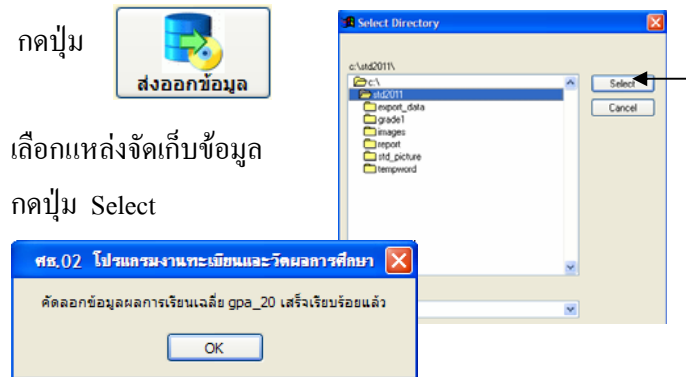 กดปุ่ม
ส่งออกข้อมูล
เลือกแหล่งจัดเก็บข้อมูล
กดปุ่ม Select
Select Directory
c:\std2011\
c:\
std2011
export_data
grade1
images
report
std_picture
tempword
Select
Cancel
ศธ.02 โปรแกรมงานทะเบียนและวัดผลการศึกษา
คัดลอกข้อมูลผลการเรียนเฉลี่ย gpa_20 เสร็จเรียบร้อยแล้ว
OK